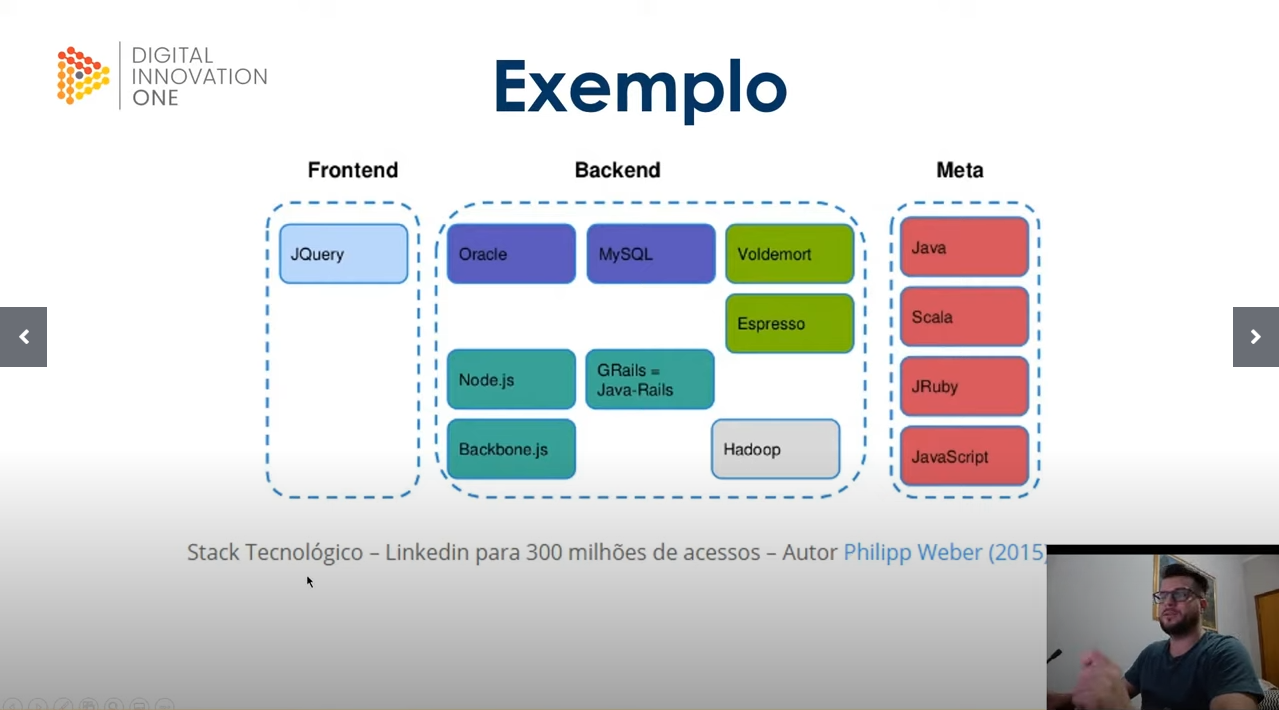 DIGITAL
INNOVATION
ONE
Exemplo
Frontend
Backend
Meta
JQuery
Oracle
MySQL
Voldemort
Espresso
Node.js
GRails =
Java-Rails
Backbone.js
Hadoop
Java
Scala
JRuby
JavaScript
Stack Tecnológico – Linkedin para 300 milhões de acessos – Autor Philipp Weber (2015)